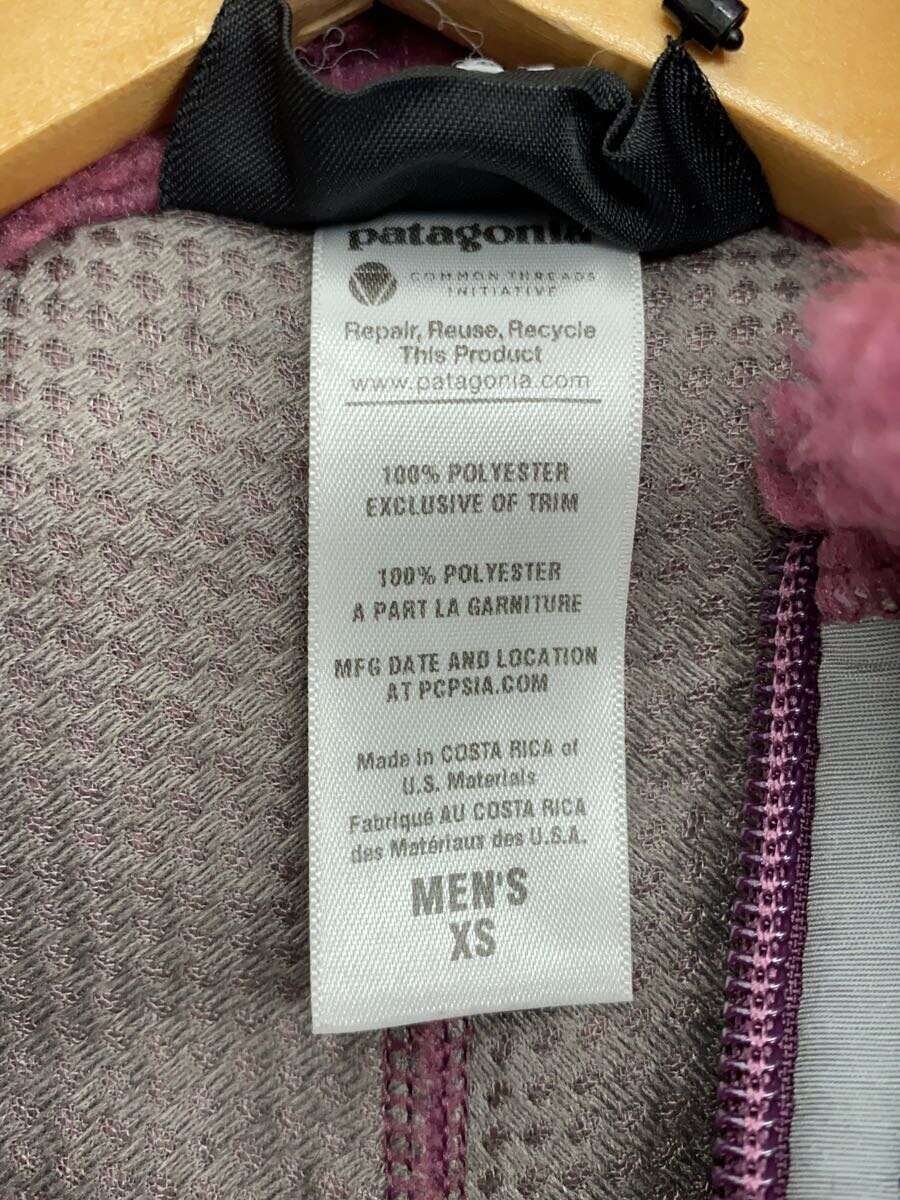 patagonia
COMMON THREADS
INITIATIVE
Repair, Reuse, Recycle
This Product
www.patagonia.com
100% POLYESTER
EXCLUSIVE OF TRIM
100% POLYESTER
A PART LA GARNITURE
MFG DATE AND LOCATION
AT PCPSIA.COM
Made in COSTA RICA of
U.S. Materials
Fabriqué AU COSTA RICA
des Matériaux des U.S.A.
MEN'S
XS